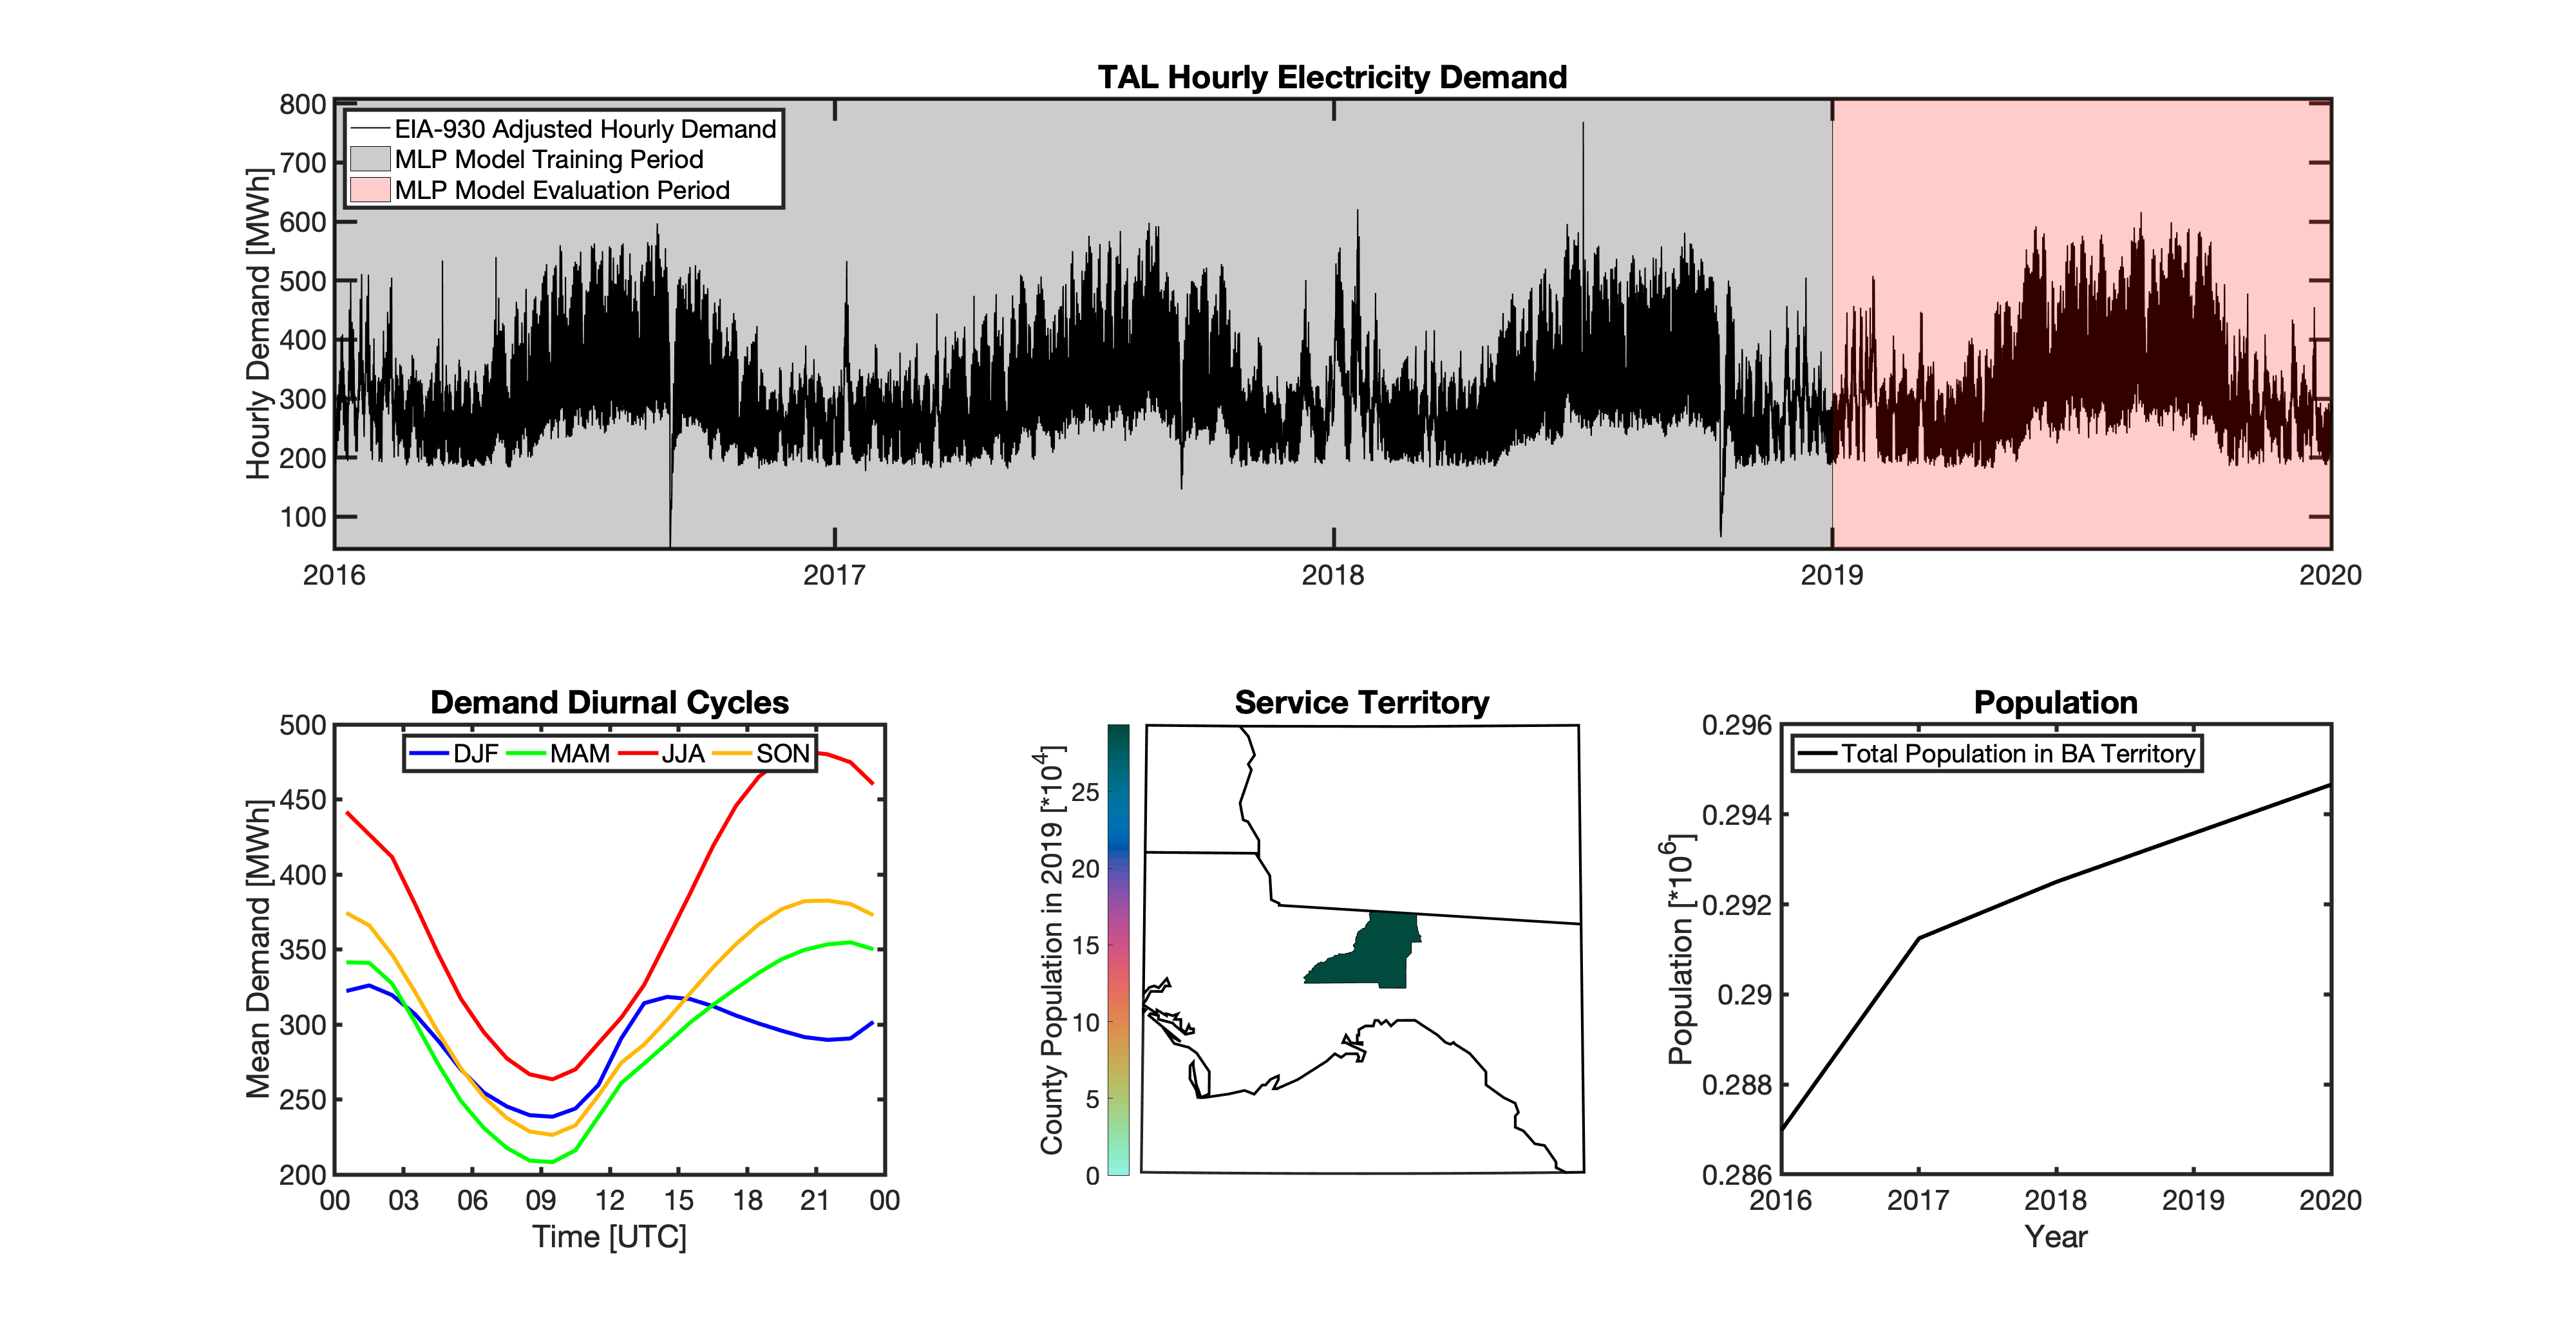 TAL Hourly Electricity Demand
Hourly Demand [MWh]
800
700
600
500
400
300
200
100
EIA-930 Adjusted Hourly Demand
MLP Model Training Period
MLP Model Evaluation Period
2016 2017 2018 2019 2020
Demand Diurnal Cycles
Mean Demand [MWh]
500
450
400
350
300
250
200
DJF MAM JJA SON
00 03 06 09 12 15 18 21 00
Time [UTC]
Service Territory
County Population in 2019 [*10^4]
25
20
15
10
5
0
Population
Population [*10^6]
0.296
0.294
0.292
0.29
0.288
0.286
Total Population in BA Territory
2016 2017 2018 2019 2020
Year